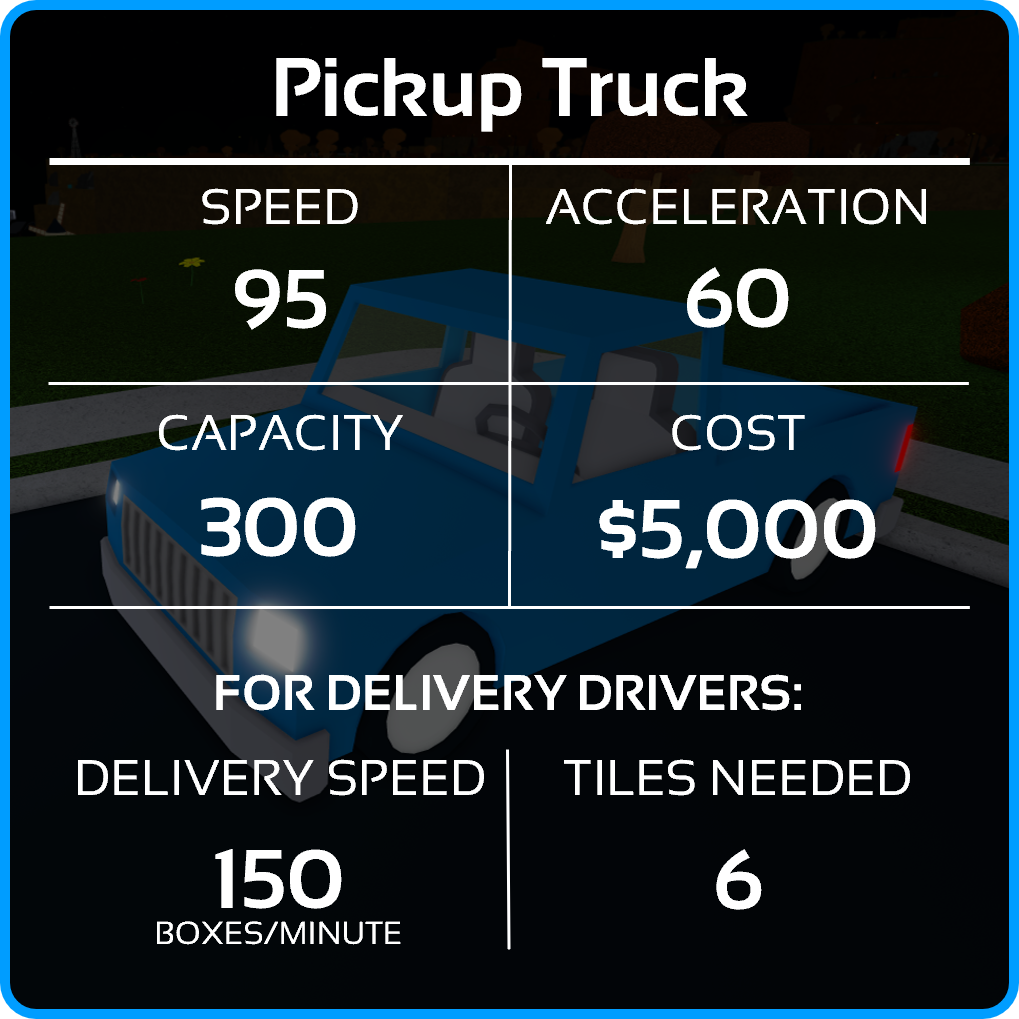 Pickup Truck
SPEED
95
ACCELERATION
60
CAPACITY
300
COST
$5,000
FOR DELIVERY DRIVERS:
DELIVERY SPEED
150
BOXES/MINUTE
TILES NEEDED
6